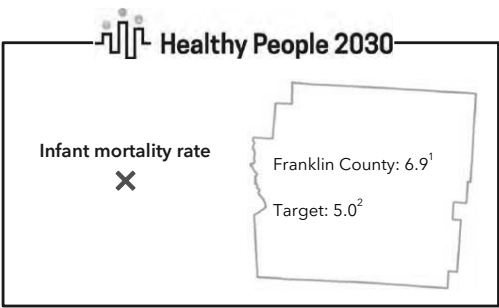 Healthy People 2030
Infant mortality rate
Franklin County: 6.9¹
Target: 5.0²